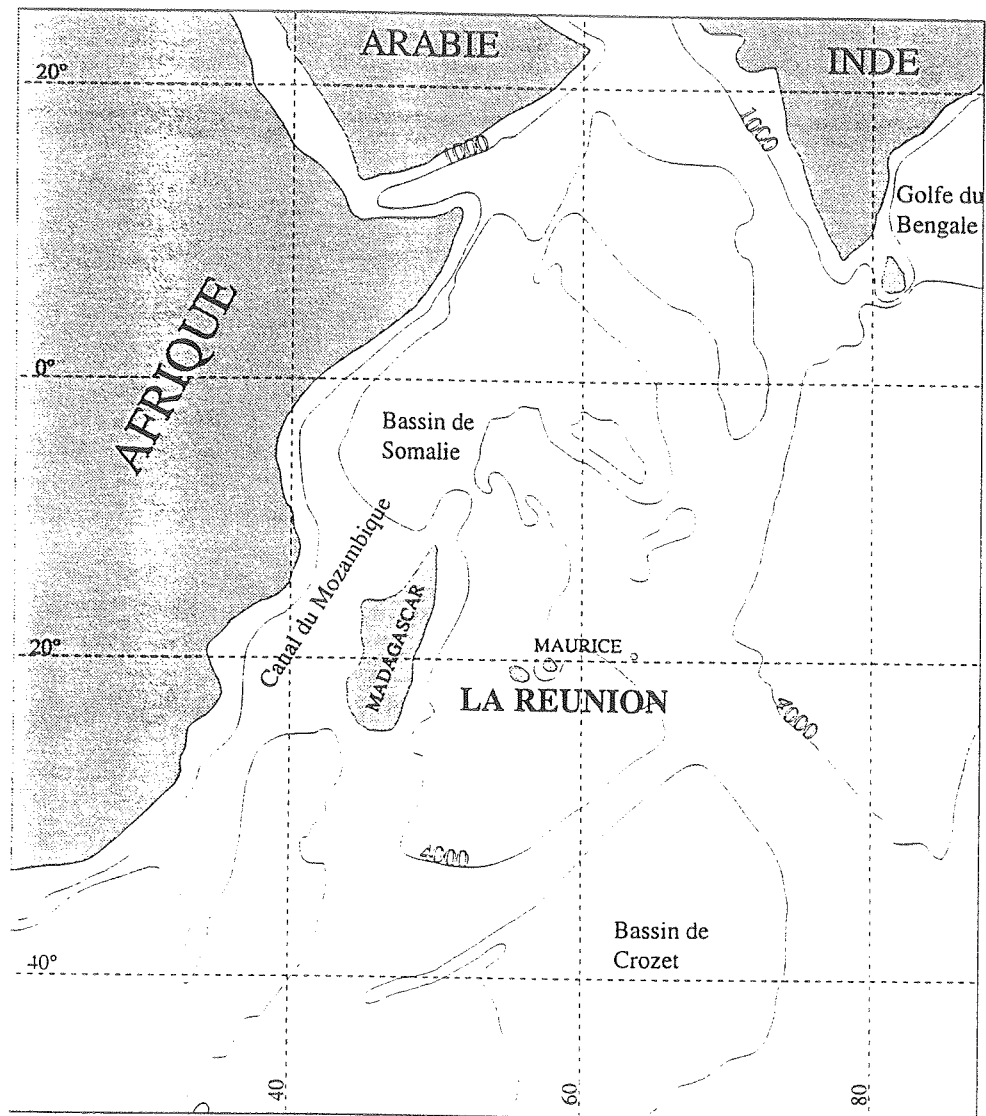 ARABIE
INDE
20°
1000
1000
Golfe du
Bengale
AFRIQUE
0°
Bassin de
Somalie
Canal du Mozambique
MADAGASCAR
20°
MAURICE
LA REUNION
4000
4000
Bassin de
Crozet
40°
40
60
80